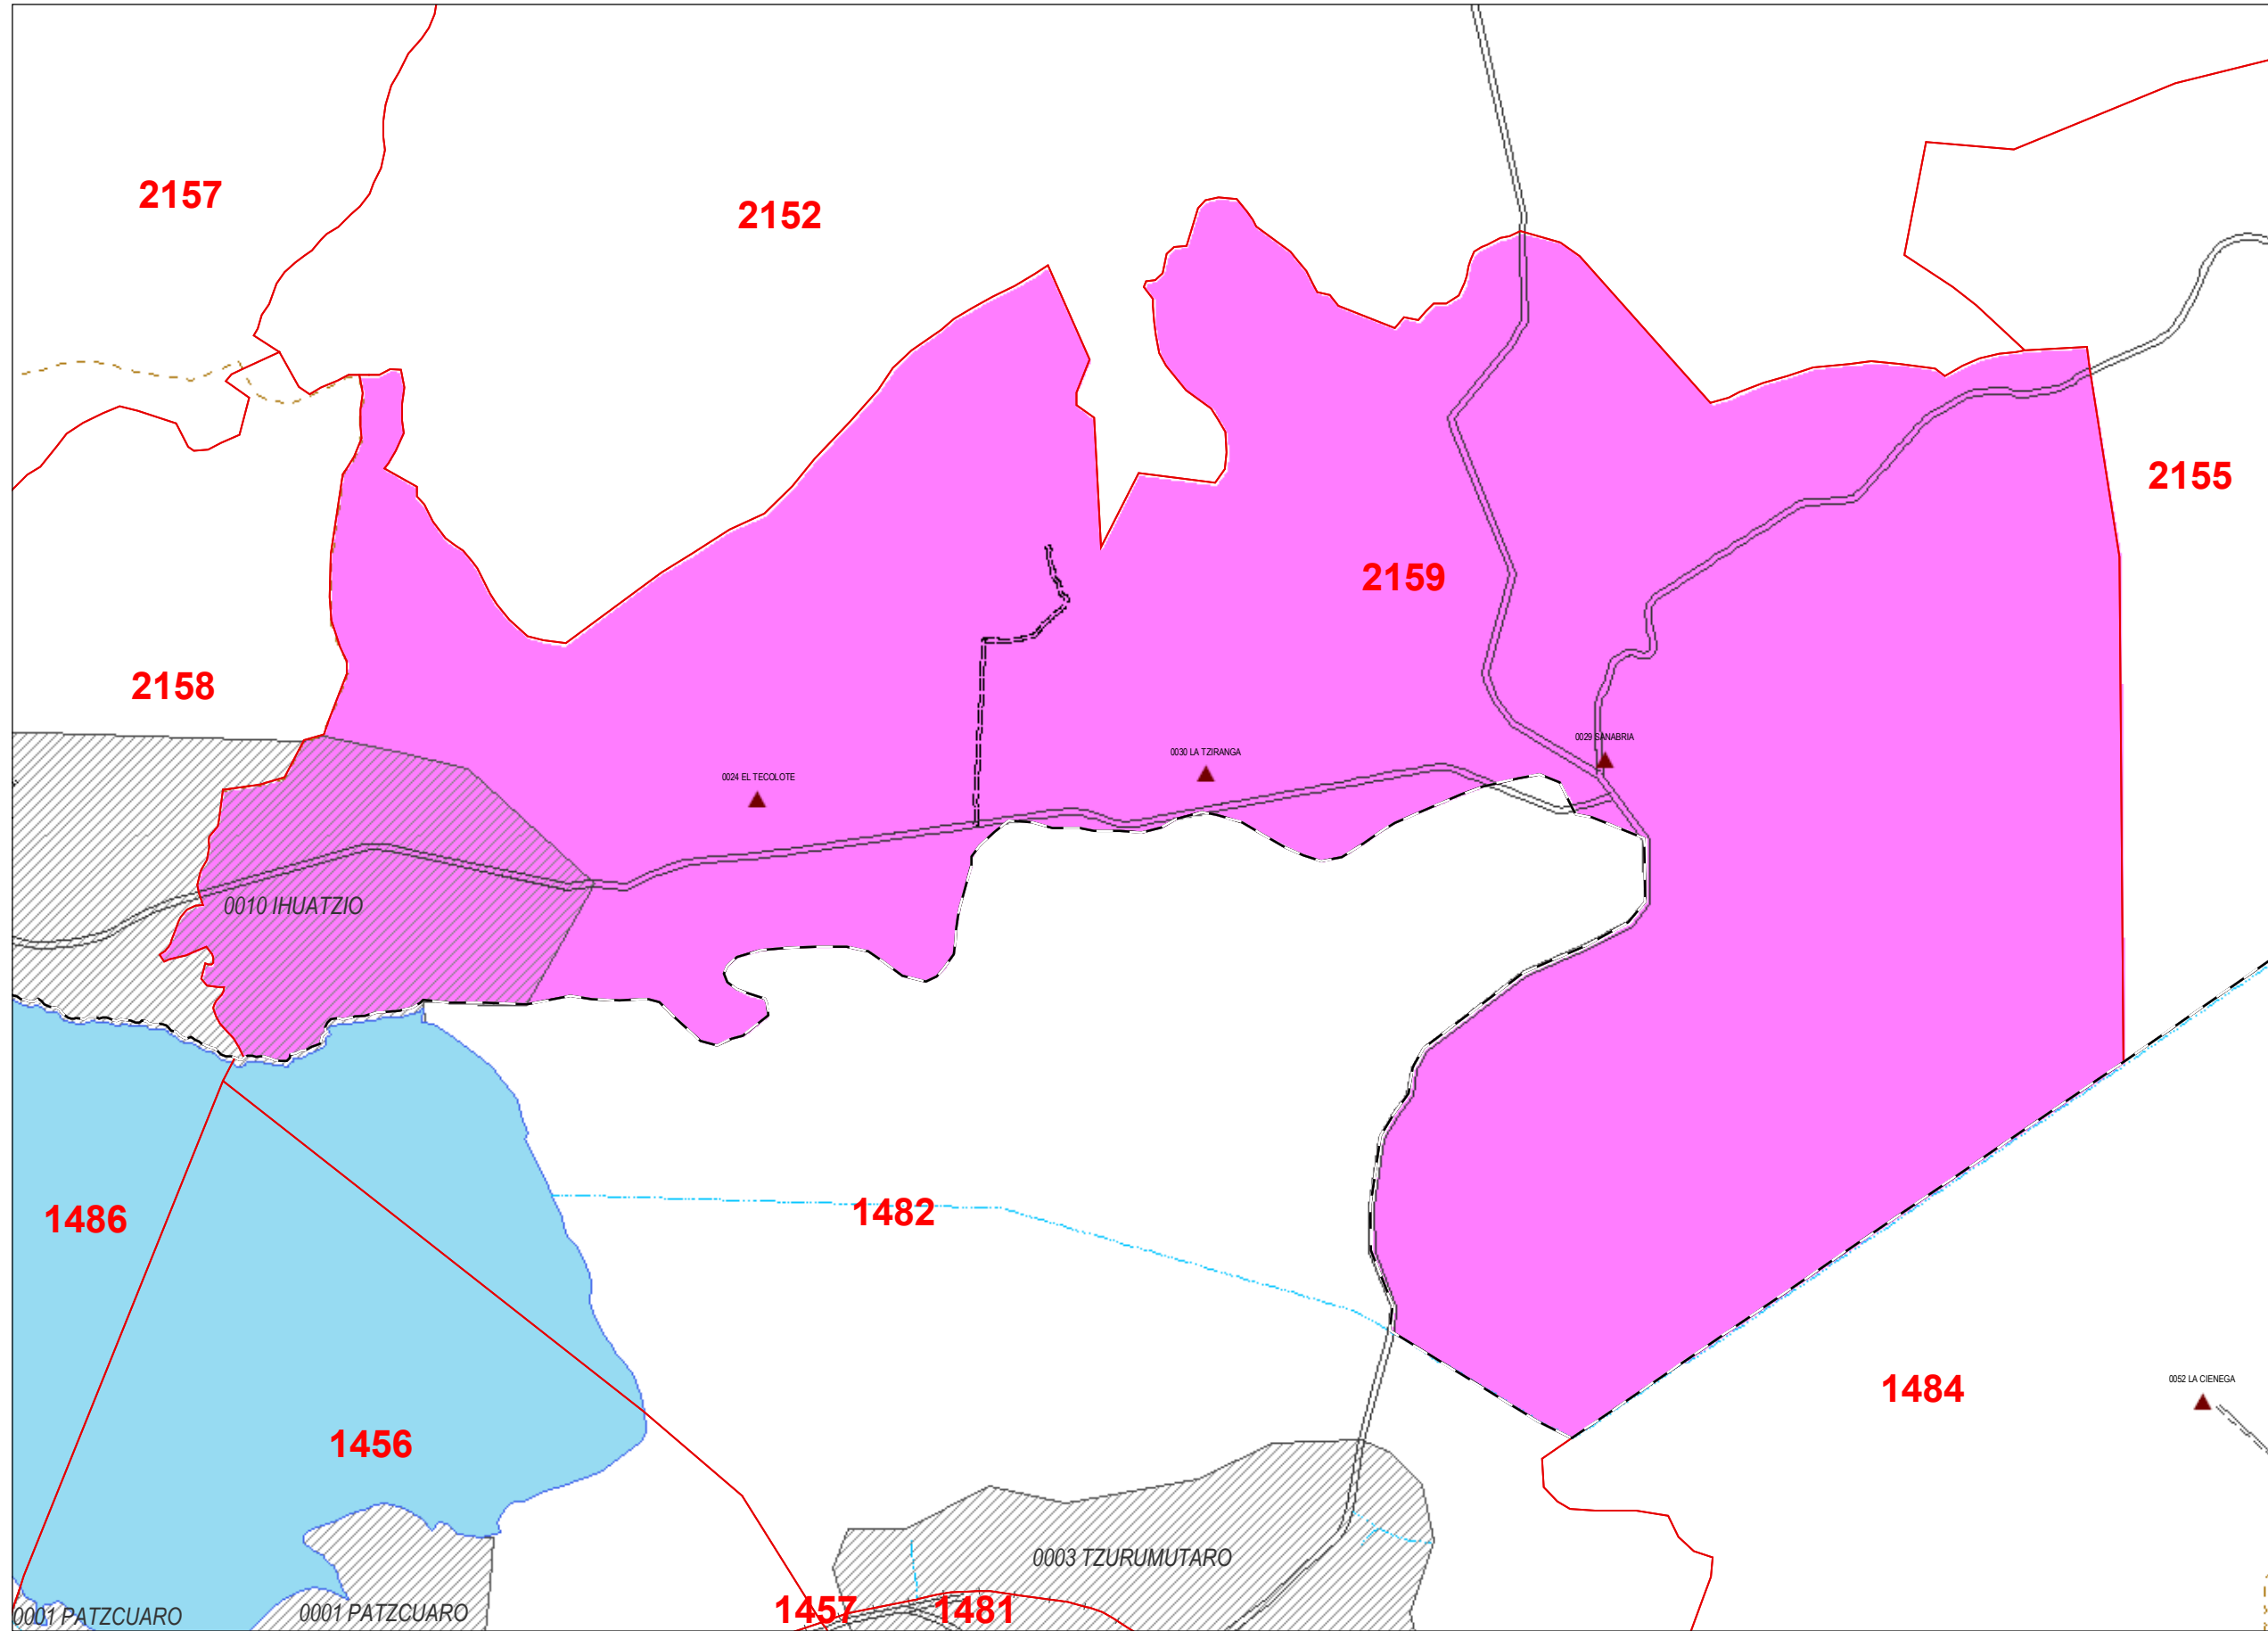 2157
2152
2155
2159
2158
0029 SANABRIA
0030 LA TZIRANGA
0024 EL TECOLOTE
0010 IHUATZIO
1486
1482
1484
0052 LA CIENEGA
1456
0003 TZURUMUTARO
0001 PATZCUARO
0001 PATZCUARO
1457
1481